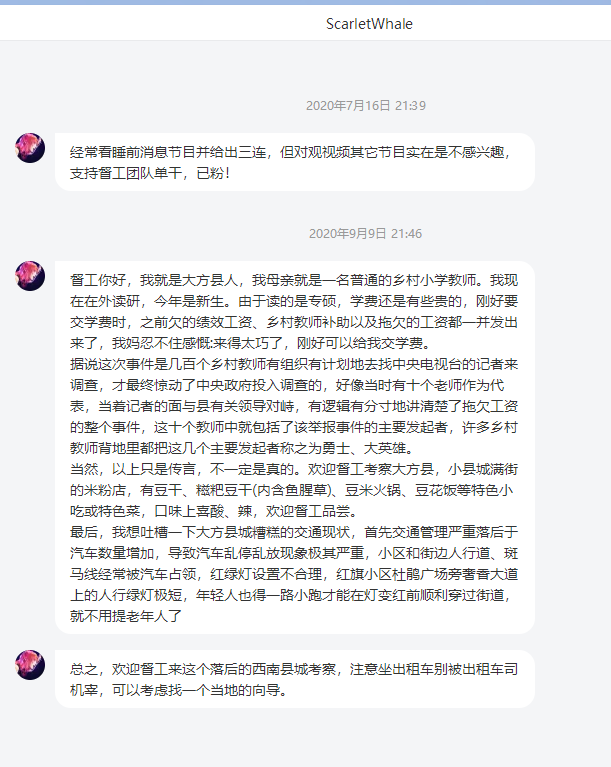 ScarletWhale
2020年7月16日 21:39
经常看睡前消息节目并给出三连，但对观视频其它节目实在是不感兴趣，
支持督工团队单干，已粉！
2020年9月9日 21:46
督工你好，我就是大方县人，我母亲就是一名普通的乡村小学教师。我现
在在外读研，今年是新生。由于读的是专硕，学费还是有些贵的，刚好要
交学费时，之前欠的绩效工资、乡村教师补助以及拖欠的工资都一并发出
来了，我妈忍不住感慨:来得太巧了，刚好可以给我交学费。
据说这次事件是几百个乡村教师有组织有计划地去找中央电视台的记者来
调查，才最终惊动了中央政府投入调查的，好像当时有十个老师作为代
表，当着记者的面与县有关领导对峙，有逻辑有分寸地讲清楚了拖欠工资
的整个事件，这十个教师中就包括了该举报事件的主要发起者，许多乡村
教师背地里都把这几个主要发起者称之为勇士、大英雄。
当然，以上只是传言，不一定是真的。欢迎督工考察大方县，小县城满街
的米粉店，有豆干、糍粑豆干(内含鱼腥草)、豆米火锅、豆花饭等特色小
吃或特色菜，口味上喜酸、辣，欢迎督工品尝。
最后，我想吐槽一下大方县城糟糕的交通现状，首先交通管理严重落后于
汽车数量增加，导致汽车乱停乱放现象极其严重，小区和街边人行道、斑
马线经常被汽车占领，红绿灯设置不合理，红旗小区杜鹃广场旁奢香大道
上的人行绿灯极短，年轻人也得一路小跑才能在灯变红前顺利穿过街道，
就不用提老年人了
总之，欢迎督工来这个落后的西南县城考察，注意坐出租车别被出租车司
机宰，可以考虑找一个当地的向导。